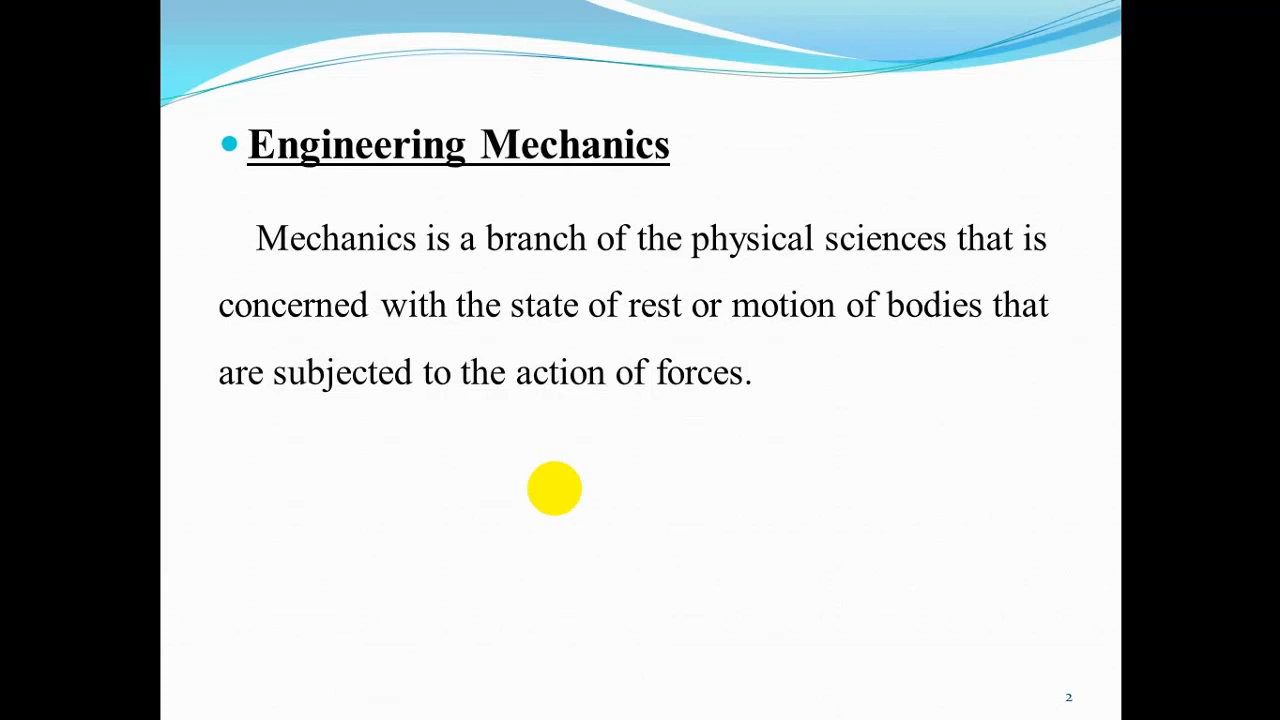 Engineering Mechanics
Mechanics is a branch of the physical sciences that is
concerned with the state of rest or motion of bodies that
are subjected to the action of forces.
2